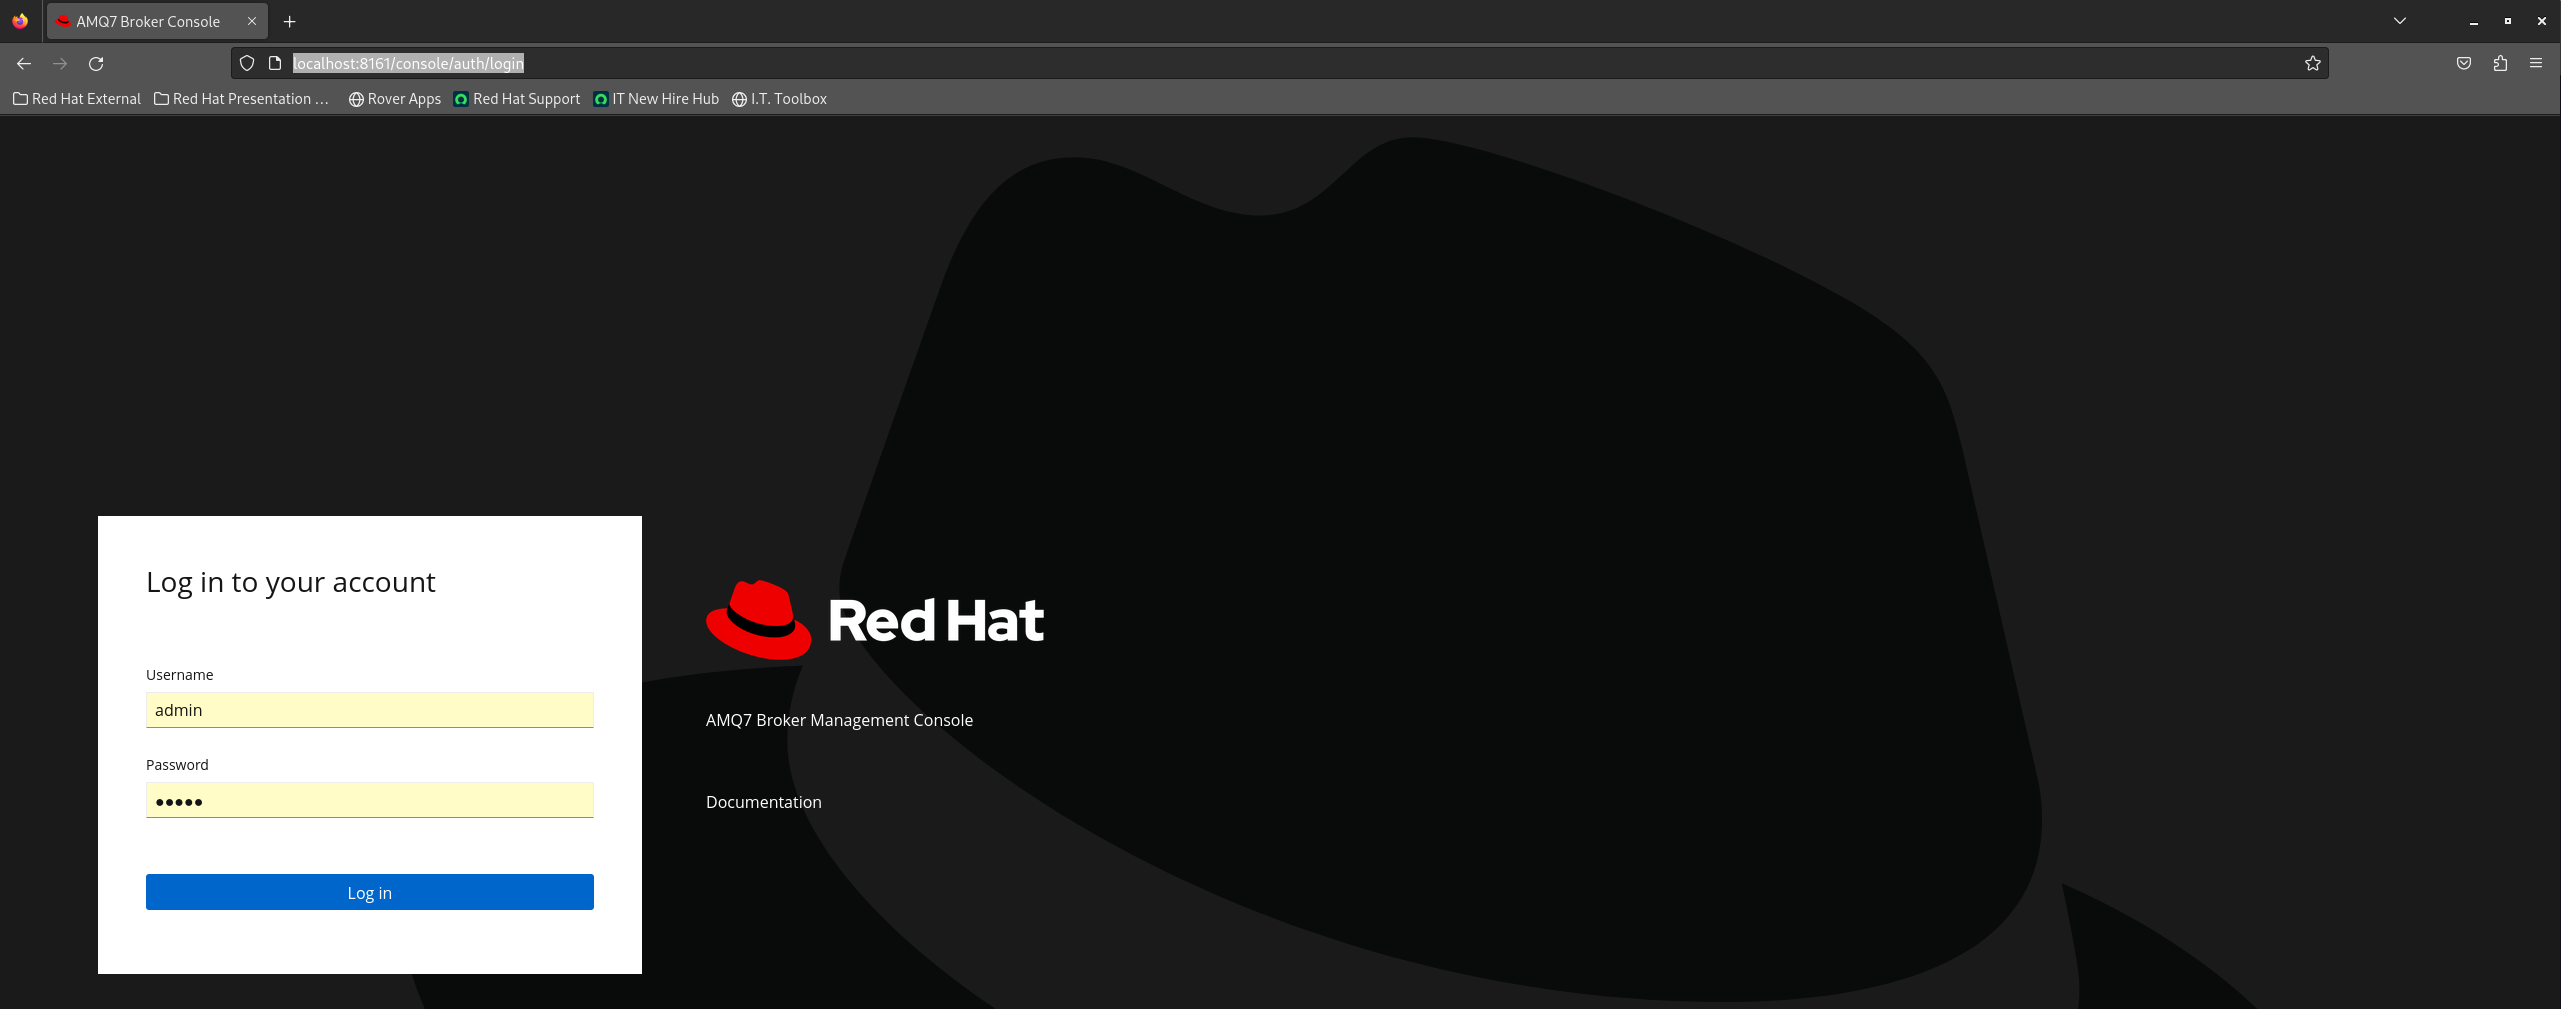 AMQ7 Broker Console
localhost:8161/console/auth/login
Red Hat External Red Hat Presentation ... Rover Apps Red Hat Support IT New Hire Hub I.T. Toolbox
Log in to your account
Username
admin
Password
Log in
Red Hat
AMQ7 Broker Management Console
Documentation